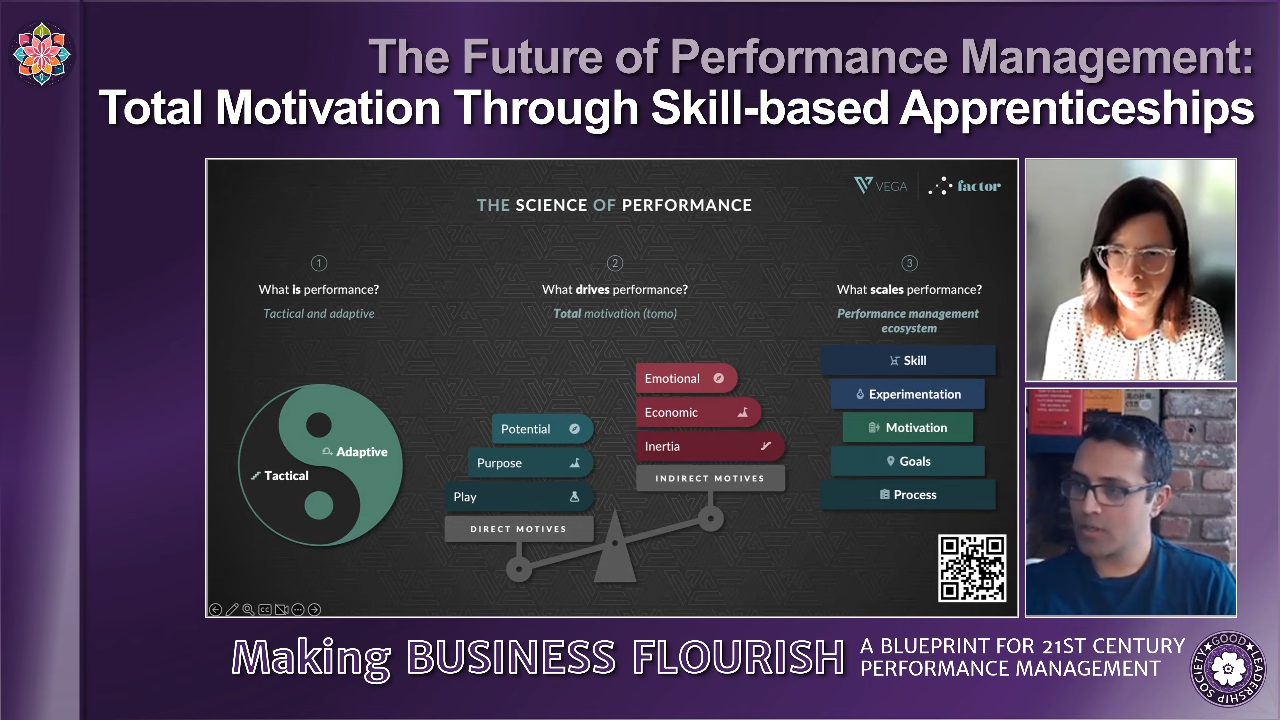 The Future of Performance Management:
Total Motivation Through Skill-based Apprenticeships
VEGA factor
THE SCIENCE OF PERFORMANCE
1
What is performance?
Tactical and adaptive
Adaptive
Tactical
2
What drives performance?
Total motivation (tomo)
Potential
Purpose
Play
DIRECT MOTIVES
Emotional
Economic
Inertia
INDIRECT MOTIVES
3
What scales performance?
Performance management
ecosystem
Skill
Experimentation
Motivation
Goals
Process
Making BUSINESS FLOURISH
A BLUEPRINT FOR 21ST CENTURY
PERFORMANCE MANAGEMENT
GOOD LEADERSHIP SOCIETY